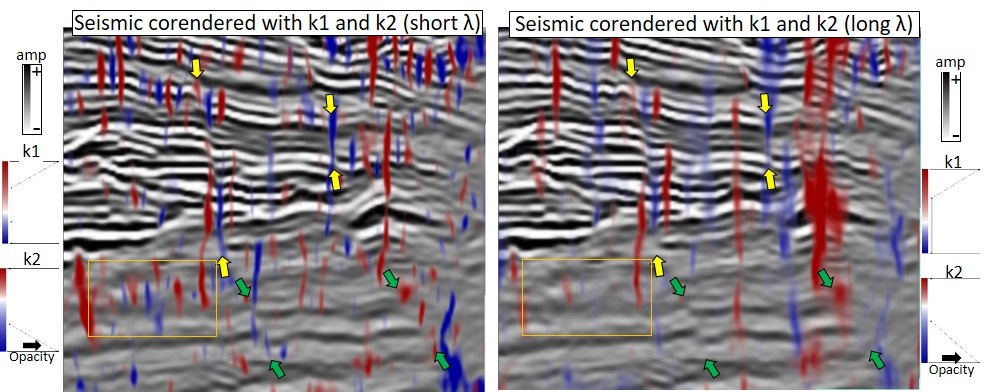 Seismic corendered with k1 and k2 (short λ)
amp
+
-
k1
k2
Opacity
Seismic corendered with k1 and k2 (long λ)
amp
+
-
k1
k2
Opacity